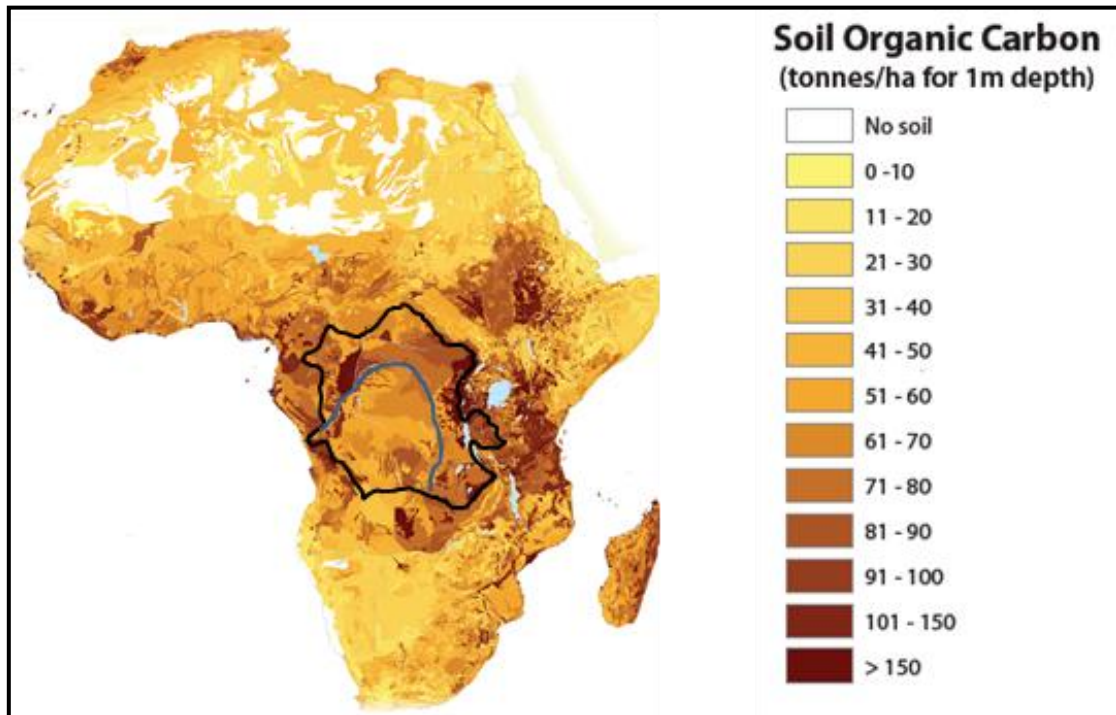 Soil Organic Carbon
(tonnes/ha for 1m depth)
No soil
0 -10
11 - 20
21 - 30
31 - 40
41 - 50
51 - 60
61 - 70
71 - 80
81 - 90
91 - 100
101 - 150
> 150